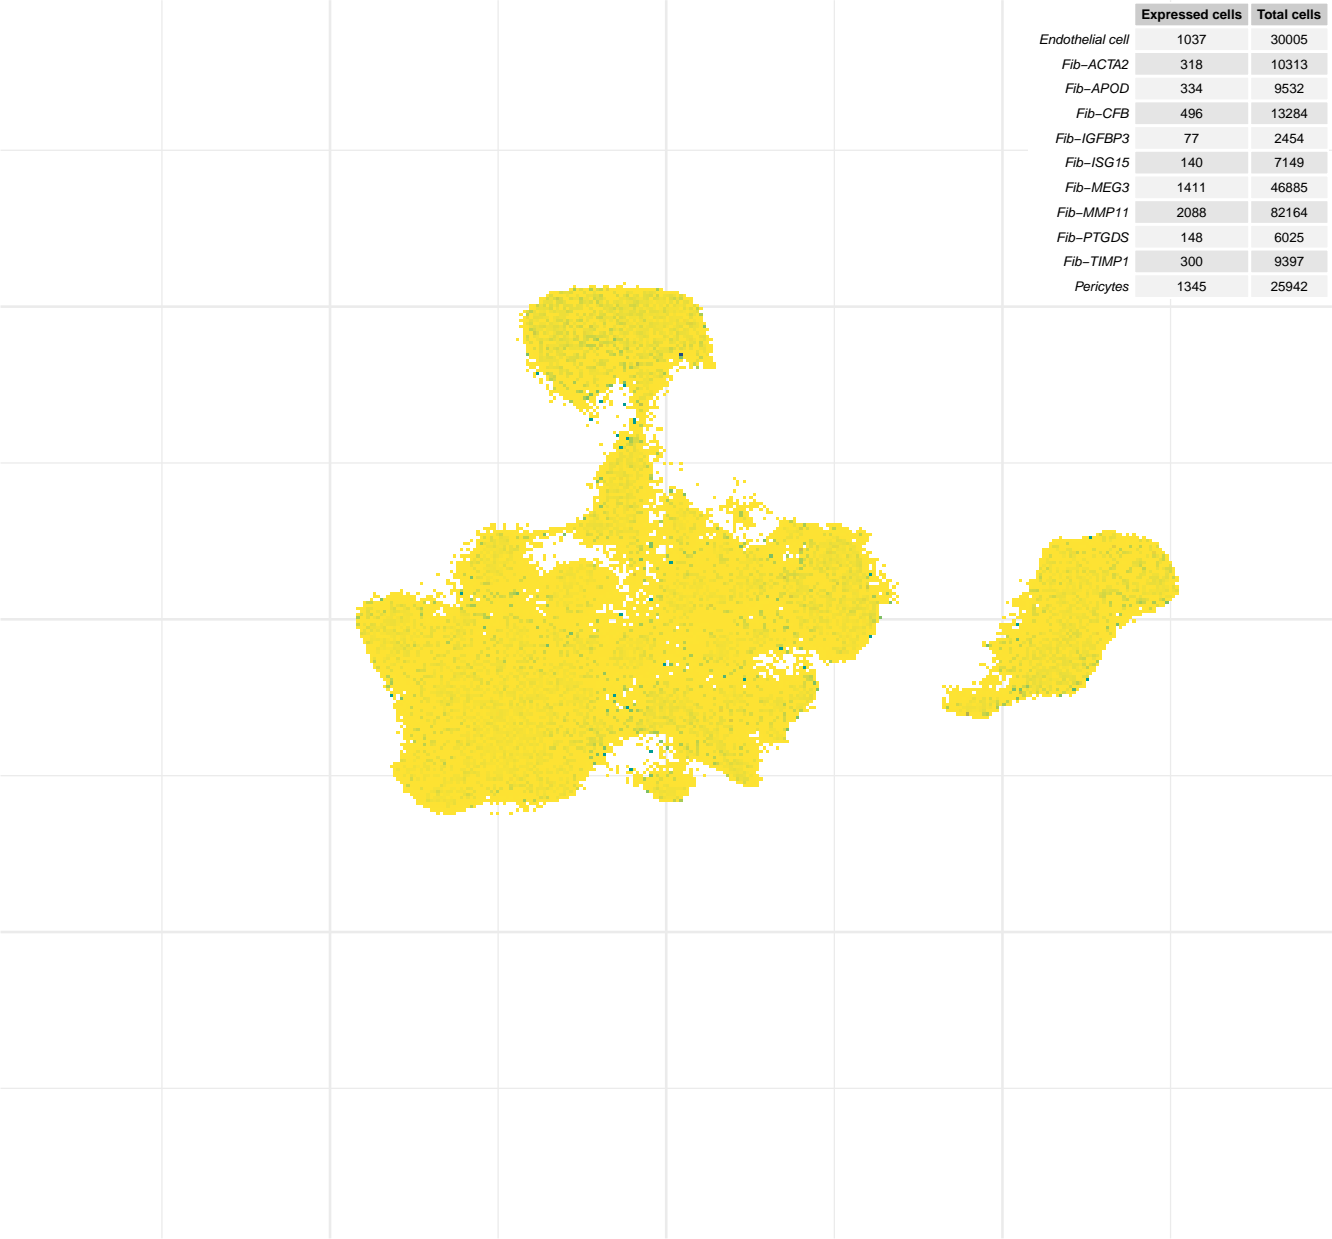 Expressed cells Total cells
Endothelial cell 1037 30005
Fib−ACTA2 318 10313
Fib−APOD 334 9532
Fib−CFB 496 13284
Fib−IGFBP3 77 2454
Fib−ISG15 140 7149
Fib−MEG3 1411 46885
Fib−MMP11 2088 82164
Fib−PTGDS 148 6025
Fib−TIMP1 300 9397
Pericytes 1345 25942